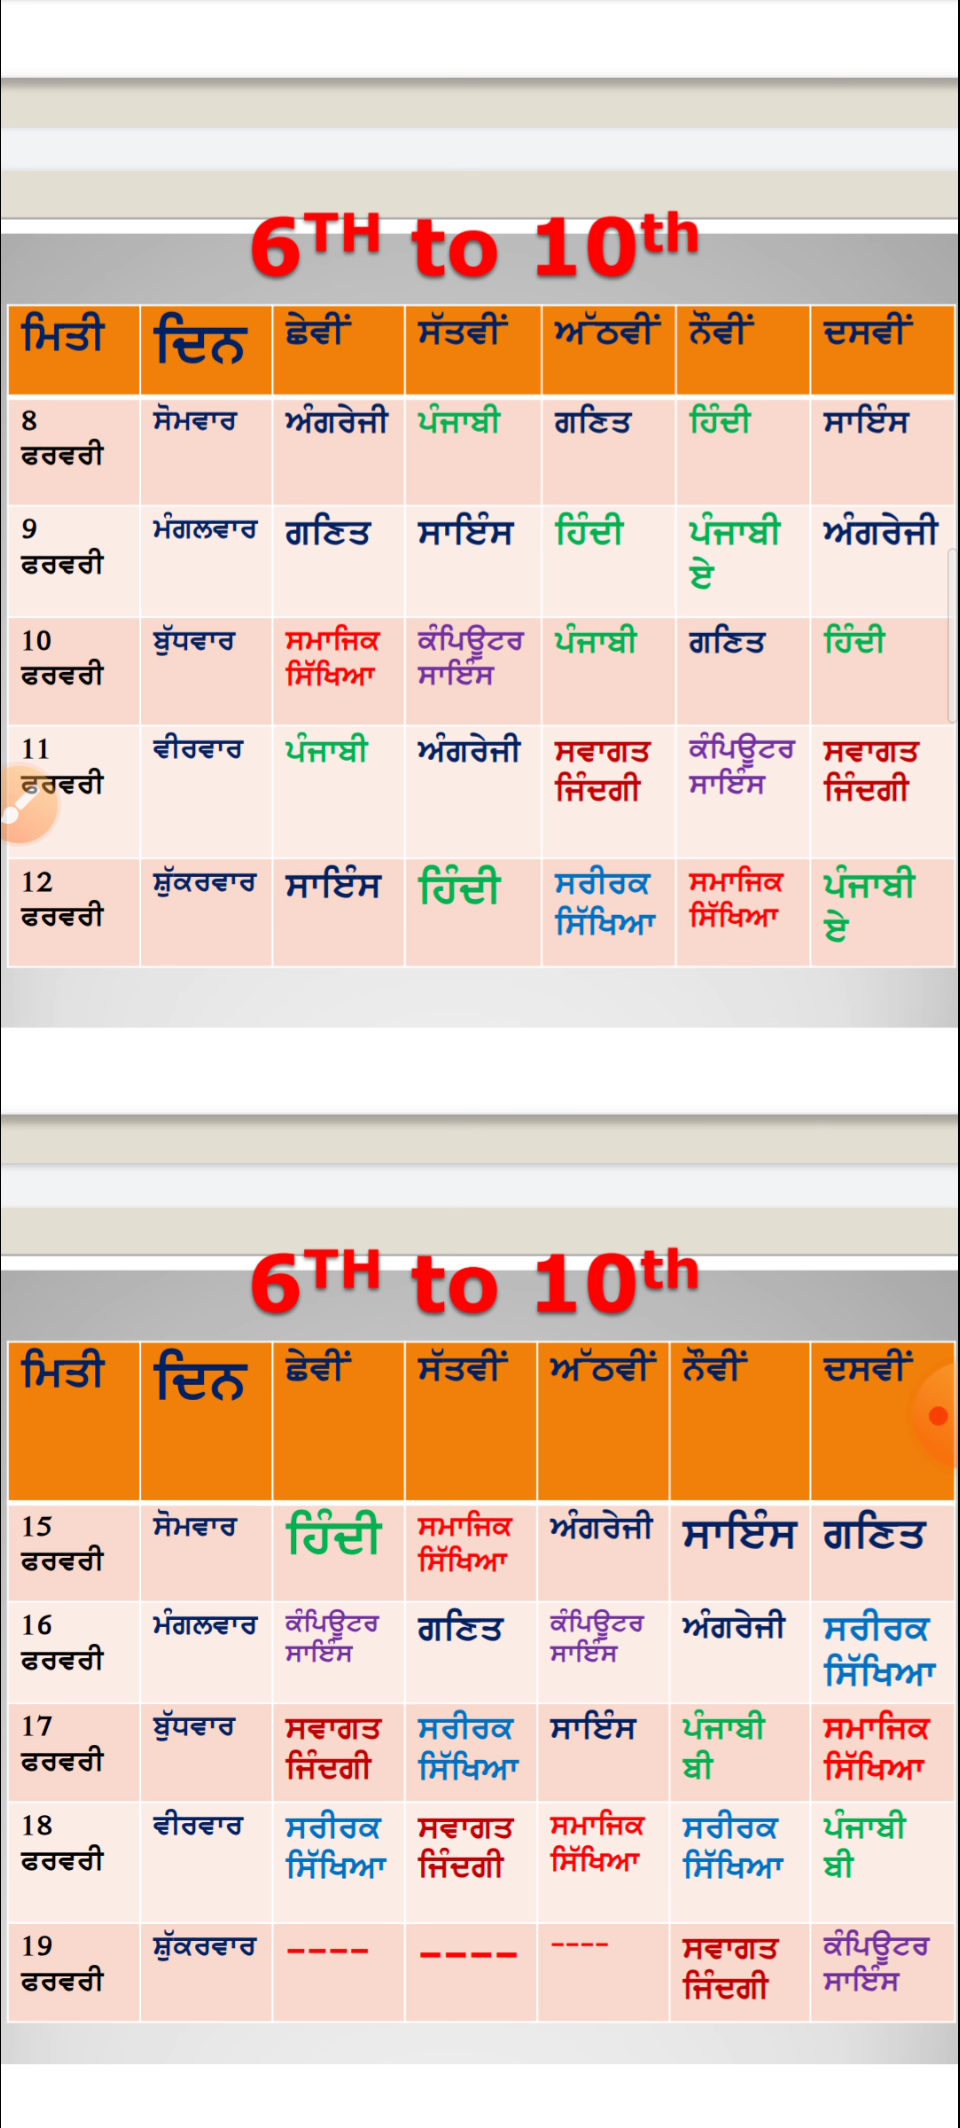 6TH to 10th
ਮਿਤੀ ਦਿਨ ਛੇਵੀਂ ਸੱਤਵੀਂ ਅੱਠਵੀਂ ਨੌਵੀਂ ਦਸਵੀਂ
8 ਸੋਮਵਾਰ ਅੰਗਰੇਜੀ ਪੰਜਾਬੀ ਗਣਿਤ ਹਿੰਦੀ ਸਾਇੰਸ
ਫਰਵਰੀ
9 ਮੰਗਲਵਾਰ ਗਣਿਤ ਸਾਇੰਸ ਹਿੰਦੀ ਪੰਜਾਬੀ ਅੰਗਰੇਜੀ
ਫਰਵਰੀ ਏ
10 ਬੁੱਧਵਾਰ ਸਮਾਜਿਕ ਕੰਪਿਊਟਰ ਪੰਜਾਬੀ ਗਣਿਤ ਹਿੰਦੀ
ਫਰਵਰੀ ਸਿੱਖਿਆ ਸਾਇੰਸ
11 ਵੀਰਵਾਰ ਪੰਜਾਬੀ ਅੰਗਰੇਜੀ ਸਵਾਗਤ ਕੰਪਿਊਟਰ ਸਵਾਗਤ
ਫਰਵਰੀ ਜਿੰਦਗੀ ਸਾਇੰਸ ਜਿੰਦਗੀ
12 ਸ਼ੁੱਕਰਵਾਰ ਸਾਇੰਸ ਹਿੰਦੀ ਸਰੀਰਕ ਸਮਾਜਿਕ ਪੰਜਾਬੀ
ਫਰਵਰੀ ਸਿੱਖਿਆ ਸਿੱਖਿਆ ਏ
6TH to 10th
ਮਿਤੀ ਦਿਨ ਛੇਵੀਂ ਸੱਤਵੀਂ ਅੱਠਵੀਂ ਨੌਵੀਂ ਦਸਵੀਂ
15 ਸੋਮਵਾਰ ਹਿੰਦੀ ਸਮਾਜਿਕ ਅੰਗਰੇਜੀ ਸਾਇੰਸ ਗਣਿਤ
ਫਰਵਰੀ ਸਿੱਖਿਆ
16 ਮੰਗਲਵਾਰ ਕੰਪਿਊਟਰ ਗਣਿਤ ਕੰਪਿਊਟਰ ਅੰਗਰੇਜੀ ਸਰੀਰਕ
ਫਰਵਰੀ ਸਾਇੰਸ ਸਾਇੰਸ ਸਿੱਖਿਆ
17 ਬੁੱਧਵਾਰ ਸਵਾਗਤ ਸਰੀਰਕ ਸਾਇੰਸ ਪੰਜਾਬੀ ਸਮਾਜਿਕ
ਫਰਵਰੀ ਜਿੰਦਗੀ ਸਿੱਖਿਆ ਬੀ ਸਿੱਖਿਆ
18 ਵੀਰਵਾਰ ਸਰੀਰਕ ਸਵਾਗਤ ਸਮਾਜਿਕ ਸਰੀਰਕ ਪੰਜਾਬੀ
ਫਰਵਰੀ ਸਿੱਖਿਆ ਜਿੰਦਗੀ ਸਿੱਖਿਆ ਸਿੱਖਿਆ ਬੀ
19 ਸ਼ੁੱਕਰਵਾਰ ---- ---- ---- ਸਵਾਗਤ ਕੰਪਿਊਟਰ
ਫਰਵਰੀ ਜਿੰਦਗੀ ਸਾਇੰਸ